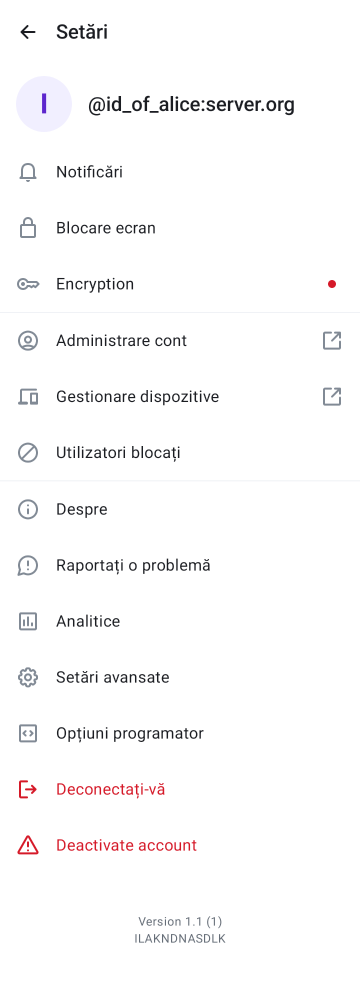 Setări
I
@id_of_alice:server.org
Notificări
Blocare ecran
Encryption
Administrare cont
Gestionare dispozitive
Utilizatori blocați
Despre
Raportați o problemă
Analitice
Setări avansate
Opțiuni programator
Deconectați-vă
Deactivate account
Version 1.1 (1)
ILAKNDNASDLK